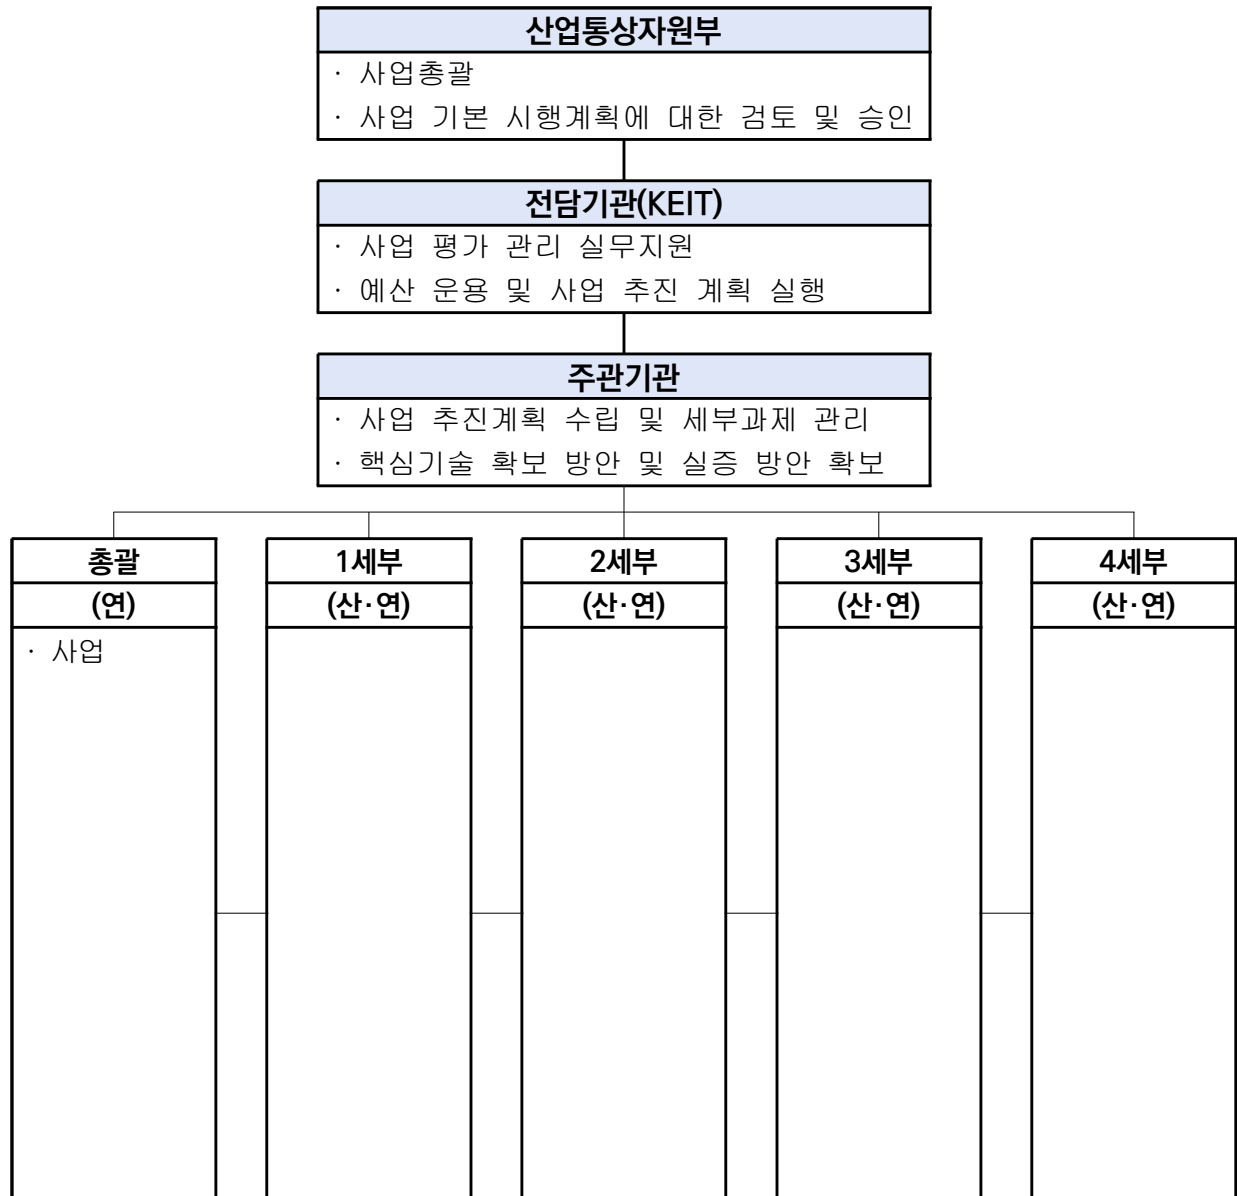 산업통상자원부
· 사업총괄
· 사업 기본 시행계획에 대한 검토 및 승인
전담기관(KEIT)
· 사업 평가 관리 실무지원
· 예산 운용 및 사업 추진 계획 실행
주관기관
· 사업 추진계획 수립 및 세부과제 관리
· 핵심기술 확보 방안 및 실증 방안 확보
총괄
(연)
· 사업
1세부
(산·연)
2세부
(산·연)
3세부
(산·연)
4세부
(산·연)